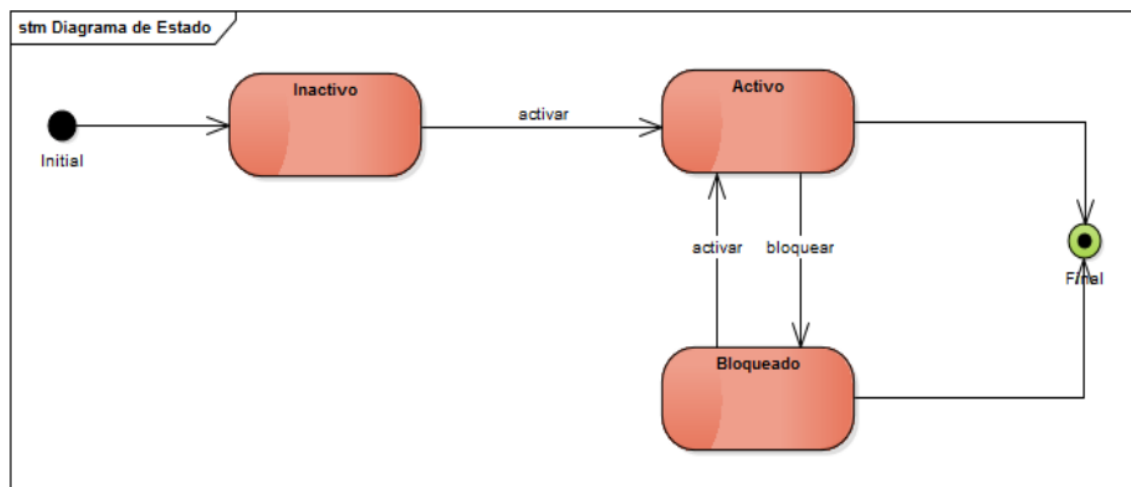 stm Diagrama de Estado
Inactivo
Activo
activar
Initial
activar
bloquear
Final
Bloqueado